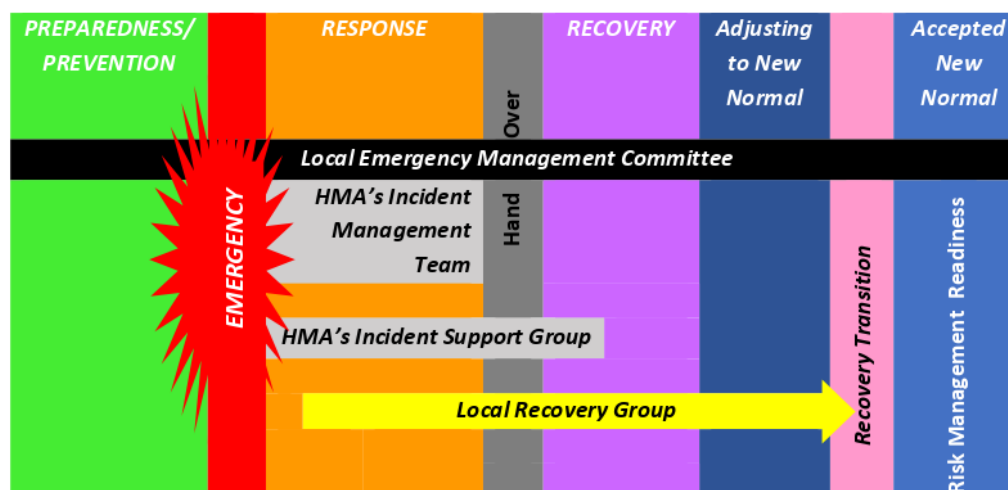 PREPAREDNESS/
PREVENTION
RESPONSE
RECOVERY
Adjusting
to New
Normal
Accepted
New
Normal
Local Emergency Management Committee
EMERGENCY
HMA's Incident
Management
Team
Hand Over
HMA's Incident Support Group
Local Recovery Group
Recovery Transition
Risk Management Readiness